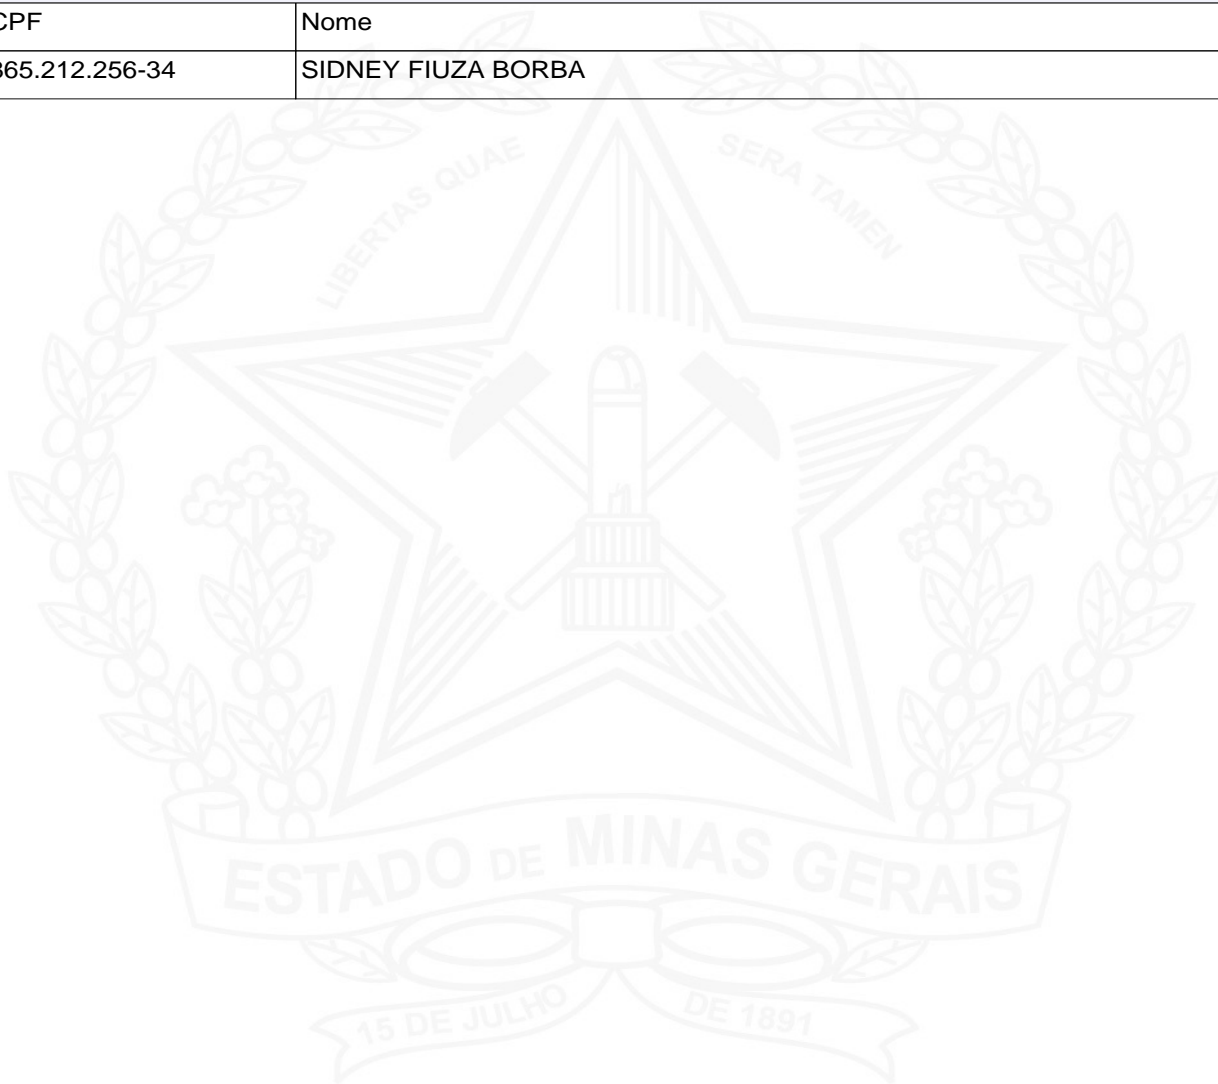 CPF Nome
865.212.256-34 SIDNEY FIUZA BORBA
LIBERTAS QUAE SERA TAMEN
ESTADO DE MINAS GERAIS
15 DE JULHO DE 1891